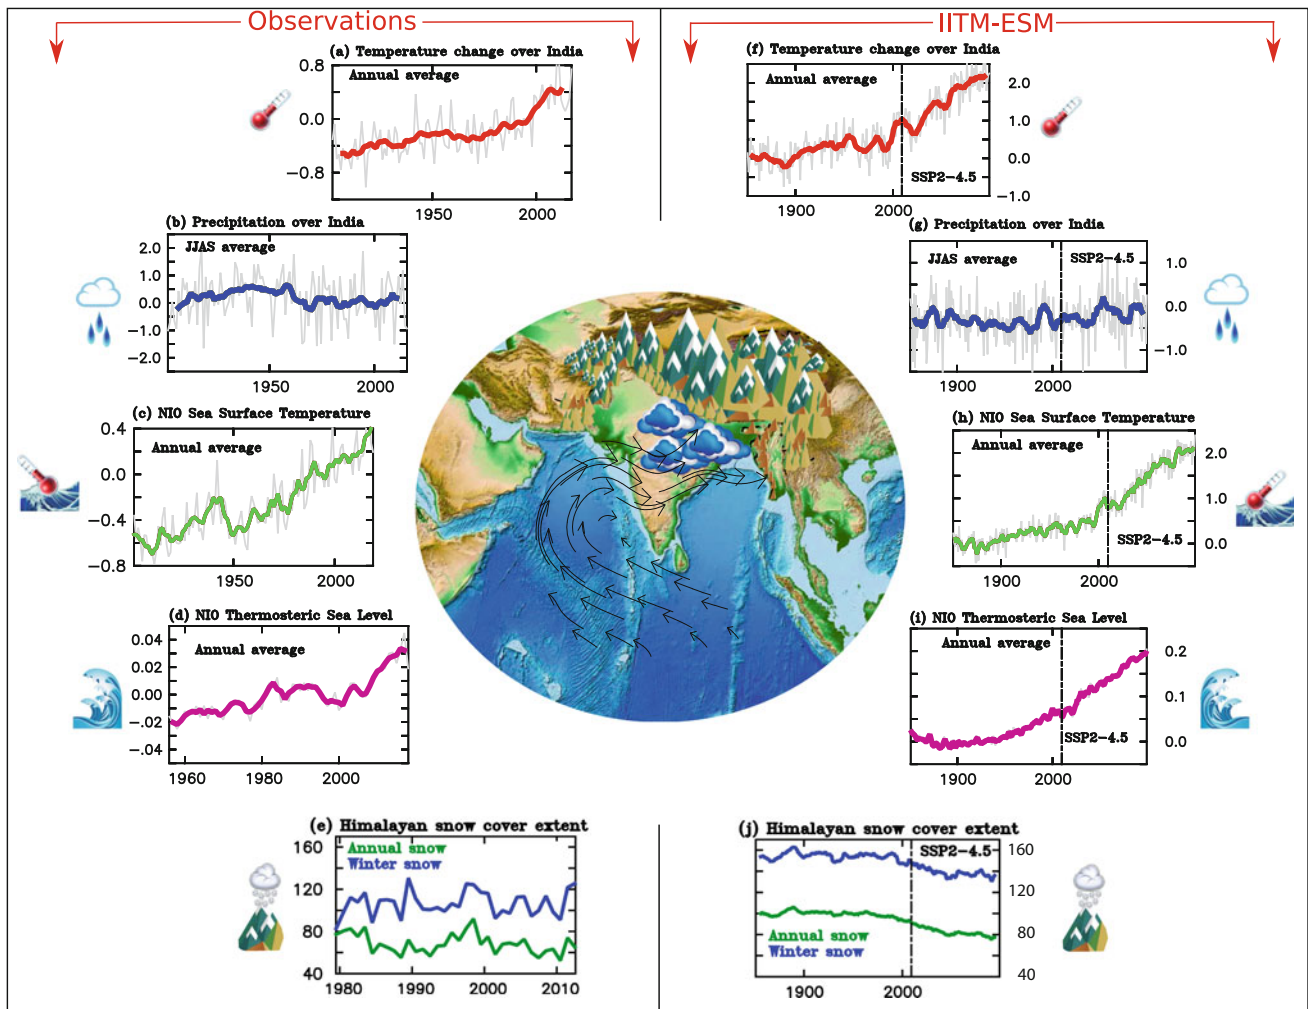 Observations
IITM-ESM
(a) Temperature change over India
Annual average
0.8
0.0
−0.8
1950
2000
(f) Temperature change over India
Annual average
2.0
1.0
0.0
−1.0
SSP2−4.5
1900
2000
(b) Precipitation over India
JJAS average
2.0
1.0
0.0
−1.0
−2.0
1950
2000
(g) Precipitation over India
JJAS average
SSP2−4.5
1.0
0.0
−1.0
1900
2000
(c) NIO Sea Surface Temperature
Annual average
0.4
0.0
−0.4
−0.8
1950
2000
(h) NIO Sea Surface Temperature
Annual average
2.0
1.0
0.0
SSP2−4.5
1900
2000
(d) NIO Thermosteric Sea Level
Annual average
0.04
0.02
0.00
−0.02
−0.04
1960
1980
2000
(i) NIO Thermosteric Sea Level
Annual average
0.2
0.1
0.0
SSP2−4.5
1900
2000
(e) Himalayan snow cover extent
Annual snow
Winter snow
160
120
80
40
1980
1990
2000
2010
(j) Himalayan snow cover extent
SSP2−4.5
160
120
80
40
Annual snow
Winter snow
1900
2000